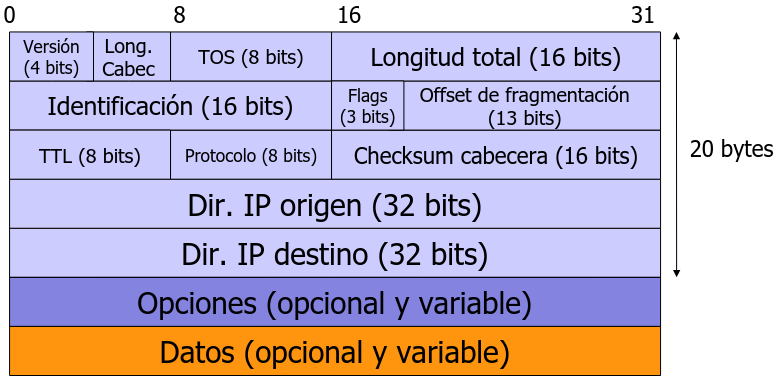 0 8 16 31
Versión
(4 bits)
Long.
Cabec
TOS (8 bits)
Longitud total (16 bits)
Identificación (16 bits)
Flags
(3 bits)
Offset de fragmentación
(13 bits)
TTL (8 bits)
Protocolo (8 bits)
Checksum cabecera (16 bits)
20 bytes
Dir. IP origen (32 bits)
Dir. IP destino (32 bits)
Opciones (opcional y variable)
Datos (opcional y variable)